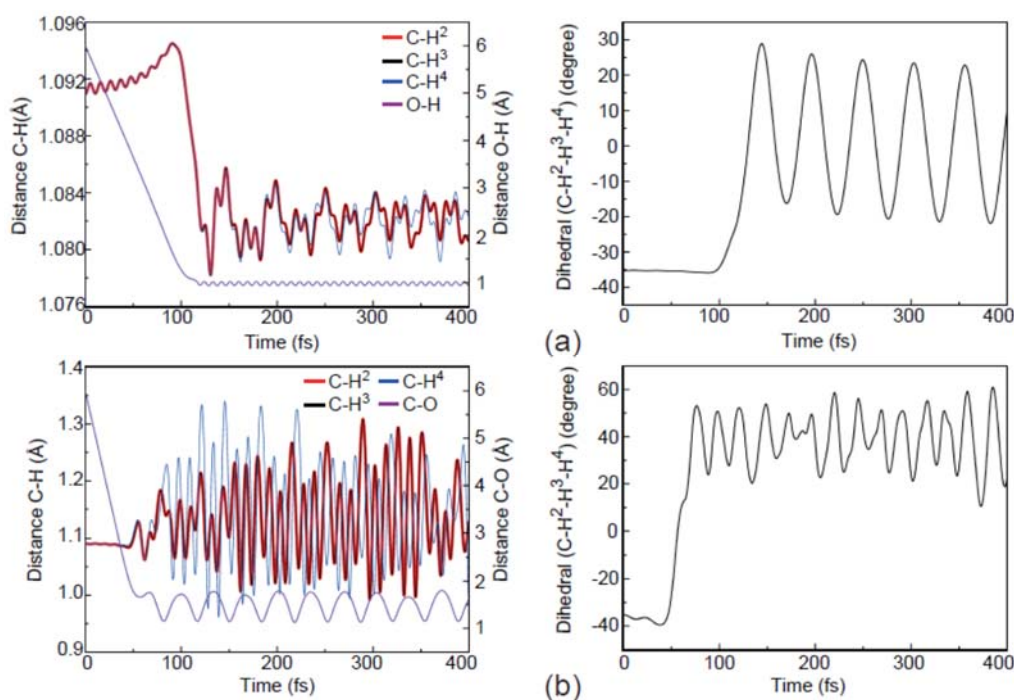 1.096
1.092
1.088
1.084
1.080
1.076
Distance C-H(Å)
C-H²
C-H³
C-H⁴
O-H
6
5
4
3
2
1
Distance O-H (Å)
0 100 200 300 400
Time (fs)
30
20
10
0
-10
-20
-30
-40
Dihedral (C-H²-H³-H⁴) (degree)
0 100 200 300 400
Time (fs)
(a)
1.4
1.3
1.2
1.1
1.0
0.9
Distance C-H (Å)
C-H² C-H⁴
C-H³ C-O
6
5
4
3
2
1
Distance C-O (Å)
0 100 200 300 400
Time (fs)
60
40
20
0
-20
-40
Dihedral (C-H²-H³-H⁴) (degree)
0 100 200 300 400
Time (fs)
(b)